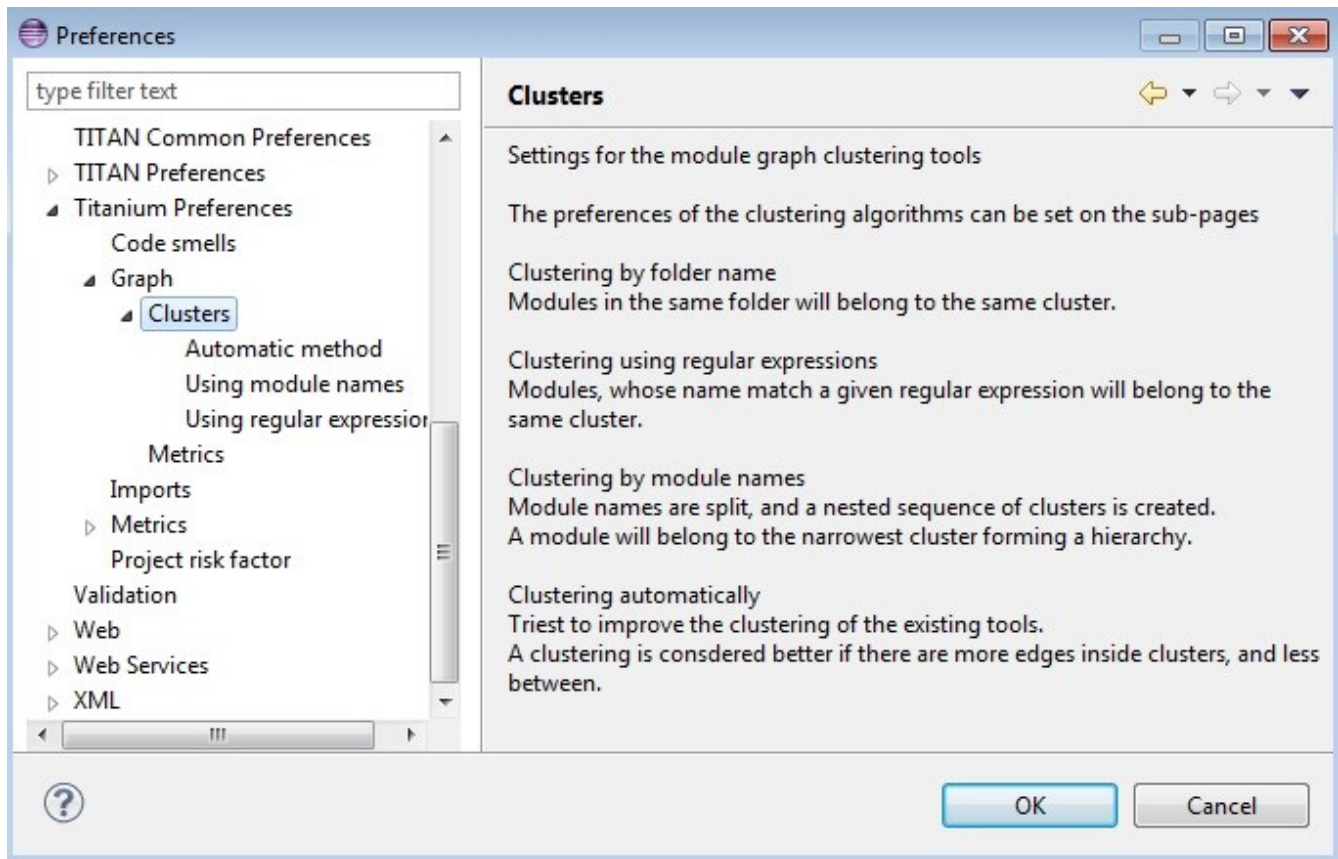 Preferences
type filter text
TITAN Common Preferences
TITAN Preferences
Titanium Preferences
Code smells
Graph
Clusters
Automatic method
Using module names
Using regular expression
Metrics
Imports
Metrics
Project risk factor
Validation
Web
Web Services
XML
Clusters
Settings for the module graph clustering tools
The preferences of the clustering algorithms can be set on the sub-pages
Clustering by folder name
Modules in the same folder will belong to the same cluster.
Clustering using regular expressions
Modules, whose name match a given regular expression will belong to the
same cluster.
Clustering by module names
Module names are split, and a nested sequence of clusters is created.
A module will belong to the narrowest cluster forming a hierarchy.
Clustering automatically
Triest to improve the clustering of the existing tools.
A clustering is consdered better if there are more edges inside clusters, and less
between.
OK
Cancel